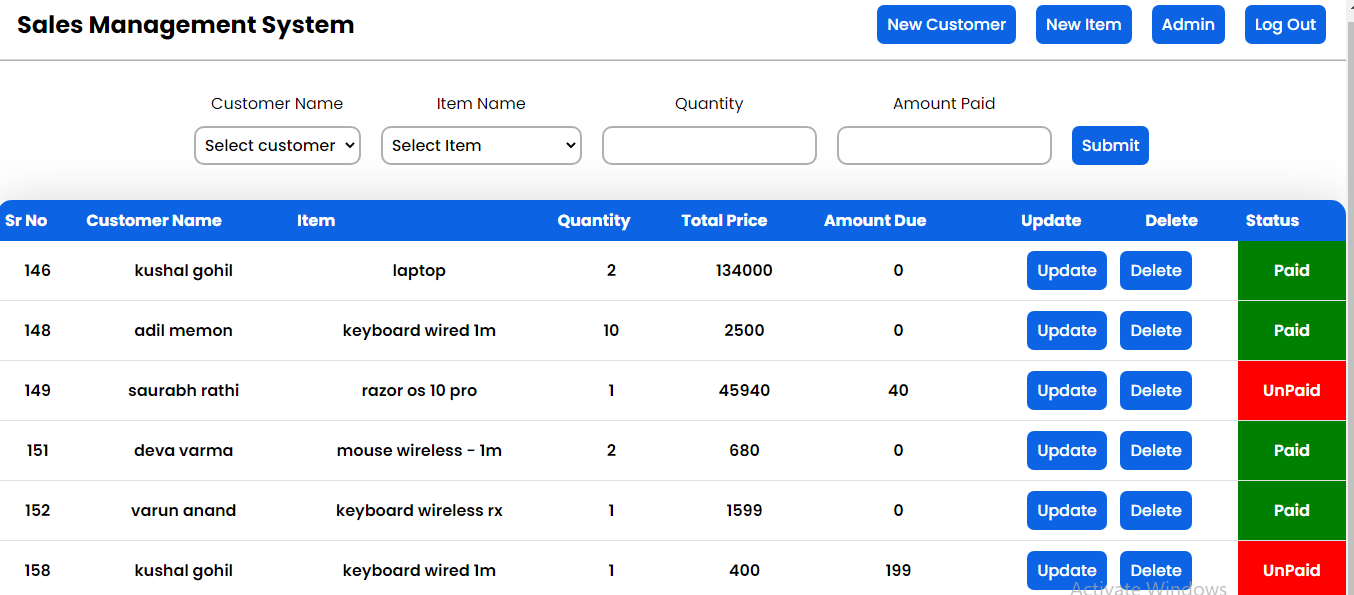 Sales Management System New Customer New Item Admin Log Out
Customer Name Item Name Quantity Amount Paid
Select customer Select Item Submit
Sr No Customer Name Item Quantity Total Price Amount Due Update Delete Status
146 kushal gohil laptop 2 134000 0 Update Delete Paid
148 adil memon keyboard wired 1m 10 2500 0 Update Delete Paid
149 saurabh rathi razor os 10 pro 1 45940 40 Update Delete UnPaid
151 deva varma mouse wireless - 1m 2 680 0 Update Delete Paid
152 varun anand keyboard wireless rx 1 1599 0 Update Delete Paid
158 kushal gohil keyboard wired 1m 1 400 199 Update Delete UnPaid
Activate Windows